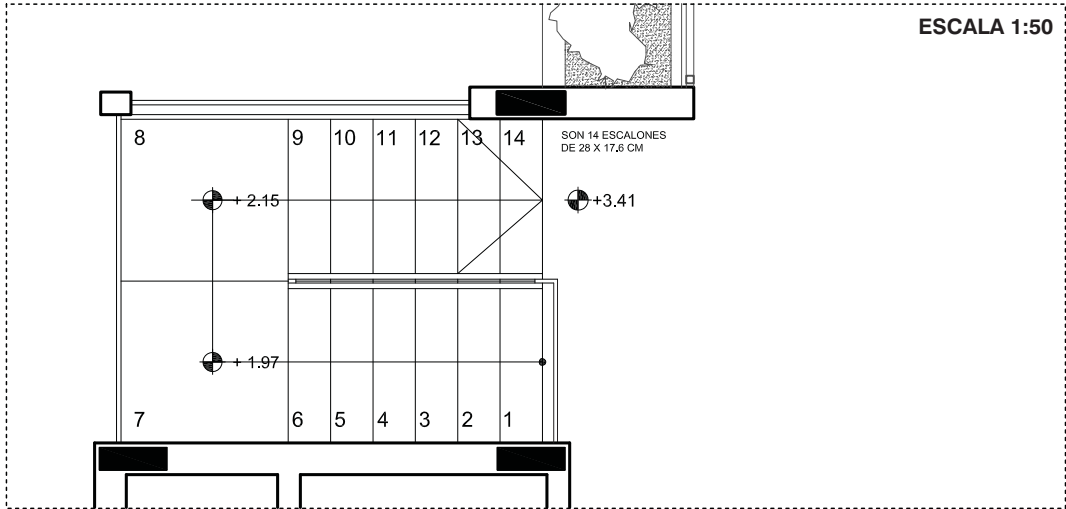 ESCALA 1:50
8 9 10 11 12 13 14
SON 14 ESCALONES
DE 28 X 17.6 CM
+ 2.15
+3.41
+ 1.97
7 6 5 4 3 2 1